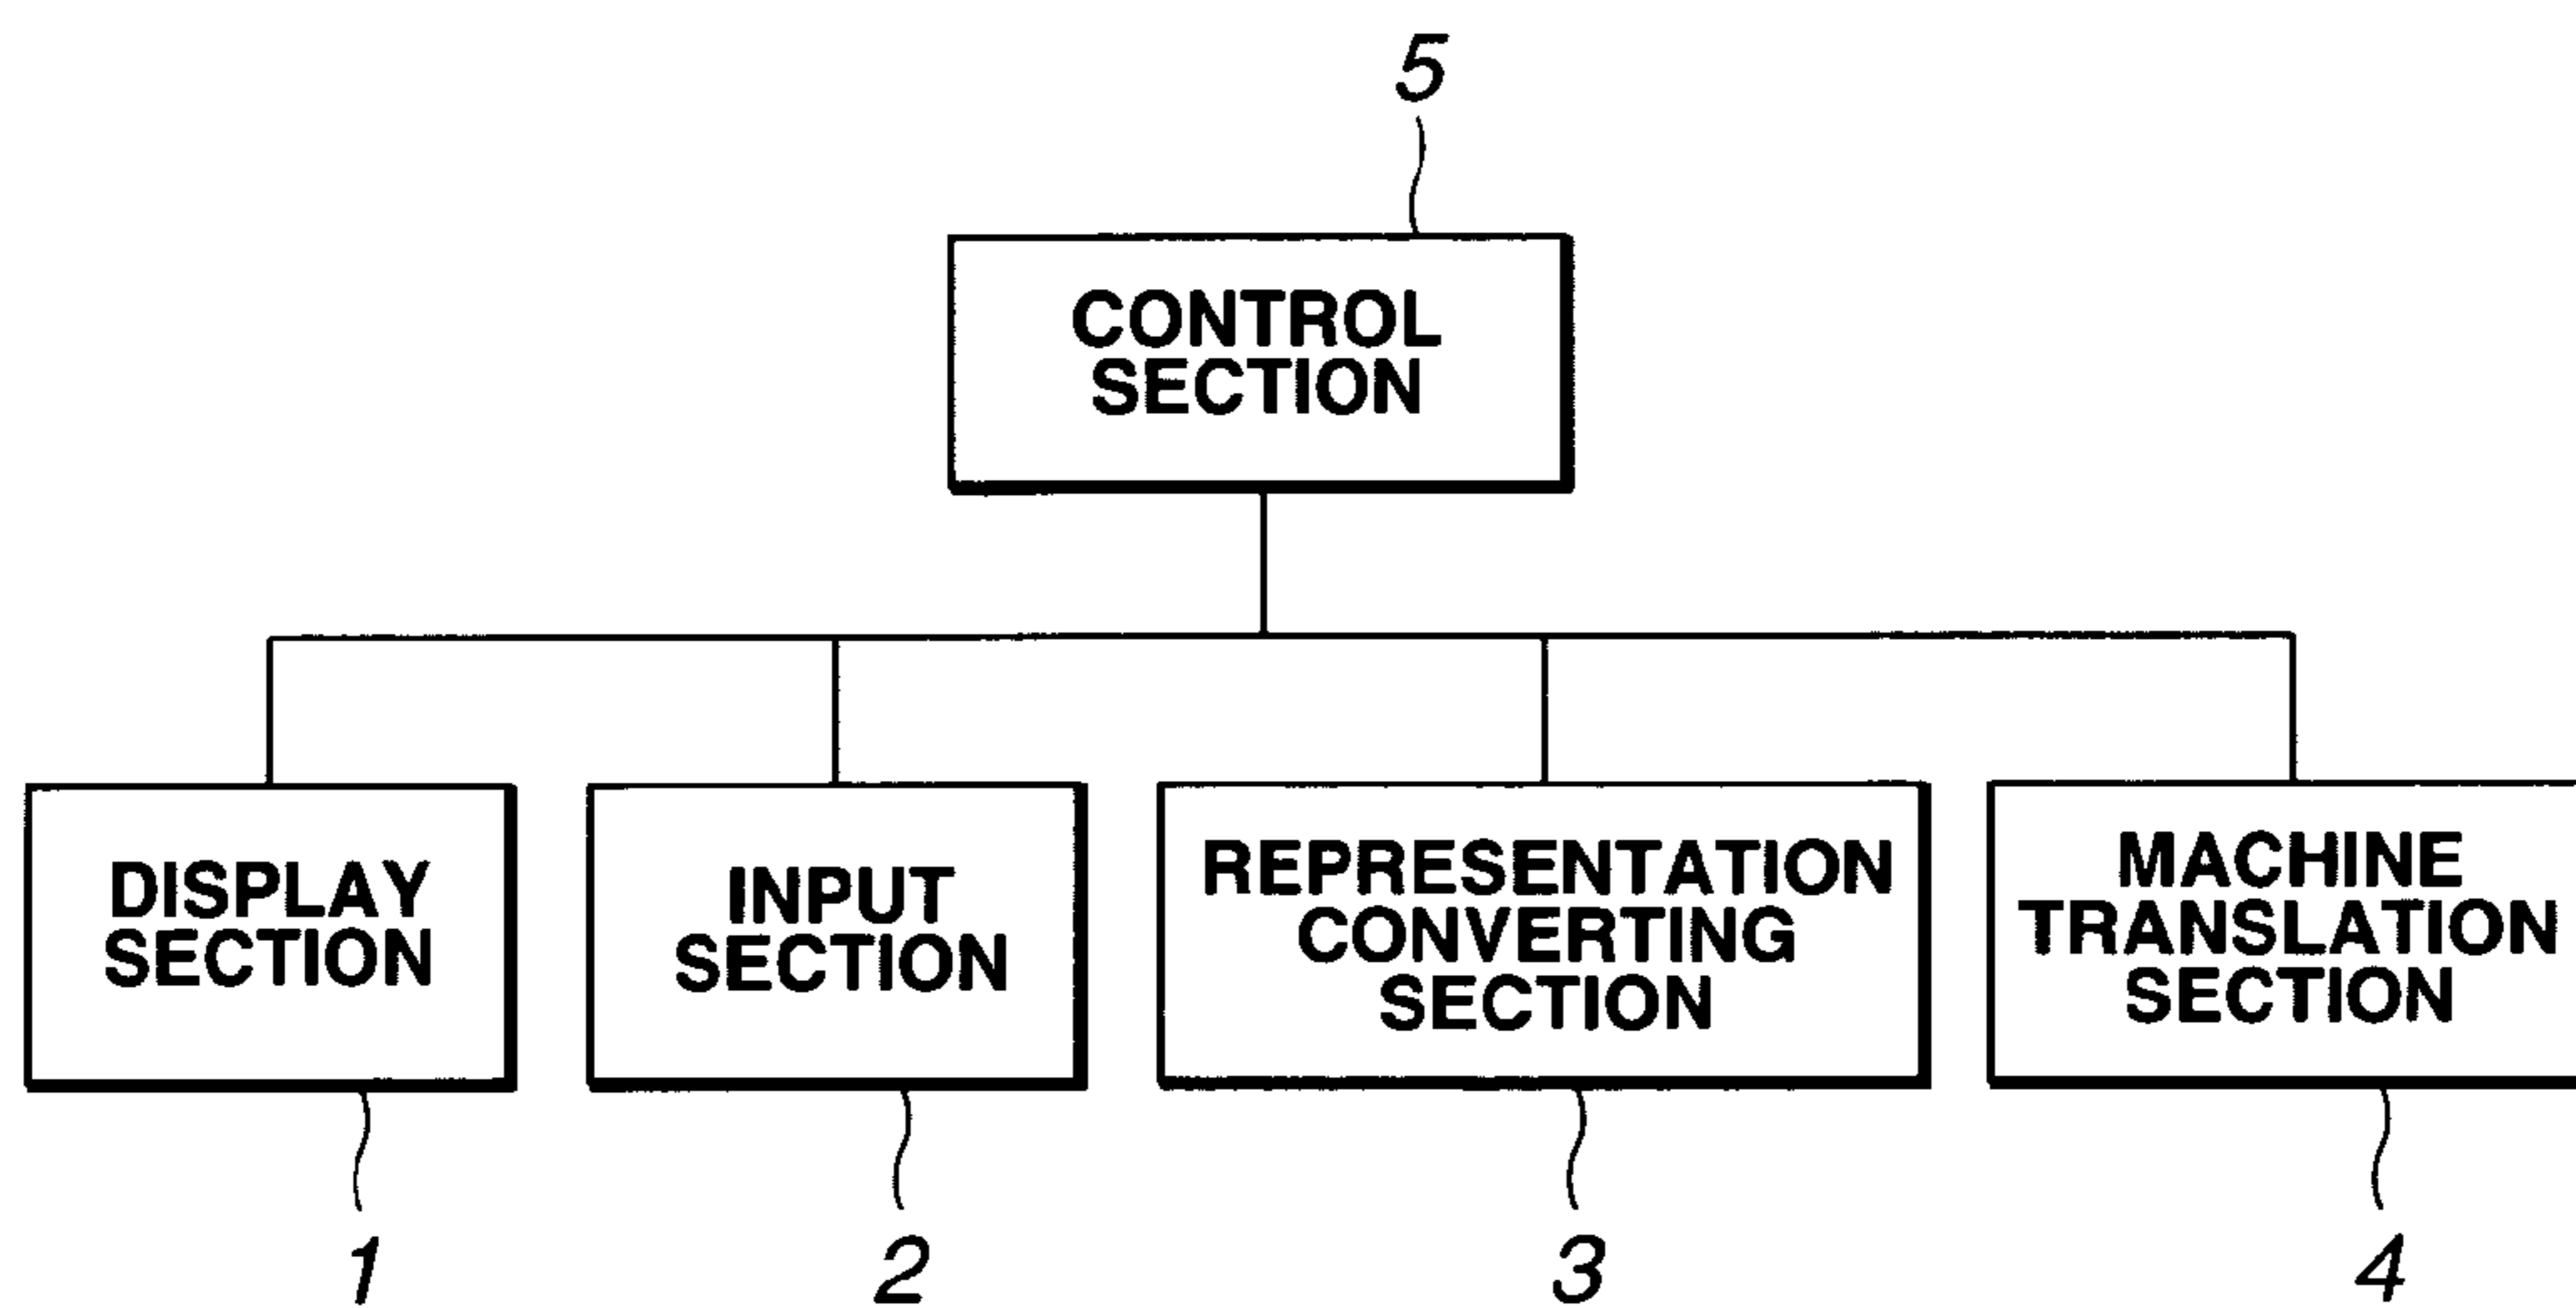 5
CONTROL
SECTION
DISPLAY
SECTION
INPUT
SECTION
REPRESENTATION
CONVERTING
SECTION
MACHINE
TRANSLATION
SECTION
1
2
3
4